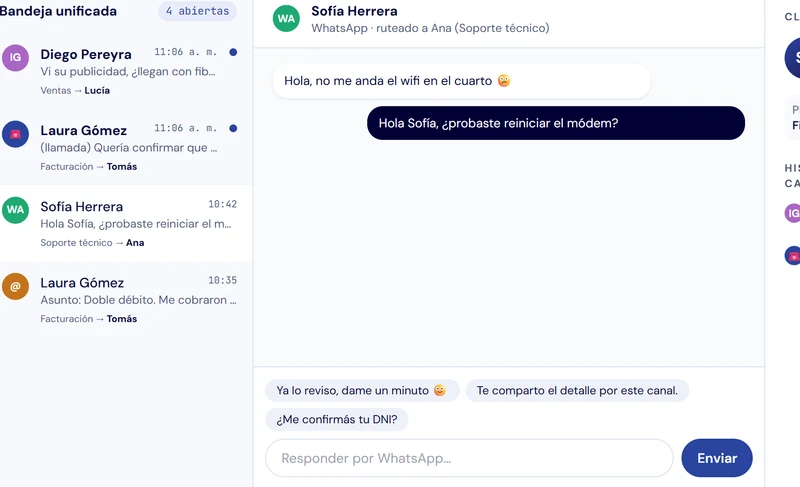 Bandeja unificada
4 abiertas
IG
Diego Pereyra
11:06 a. m.
Vi su publicidad, ¿llegan con fib...
Ventas → Lucía
Laura Gómez
11:06 a. m.
(llamada) Quería confirmar que ...
Facturación → Tomás
WA
Sofía Herrera
10:42
Hola Sofía, ¿probaste reiniciar el m...
Soporte técnico → Ana
@
Laura Gómez
10:35
Asunto: Doble débito. Me cobraron ...
Facturación → Tomás
WA
Sofía Herrera
WhatsApp · ruteado a Ana (Soporte técnico)
Hola, no me anda el wifi en el cuarto 😕
Hola Sofía, ¿probaste reiniciar el módem?
Ya lo reviso, dame un minuto 😊
Te comparto el detalle por este canal.
¿Me confirmás tu DNI?
Responder por WhatsApp...
Enviar
CL
S
P
Fi
HIS
CA
IG